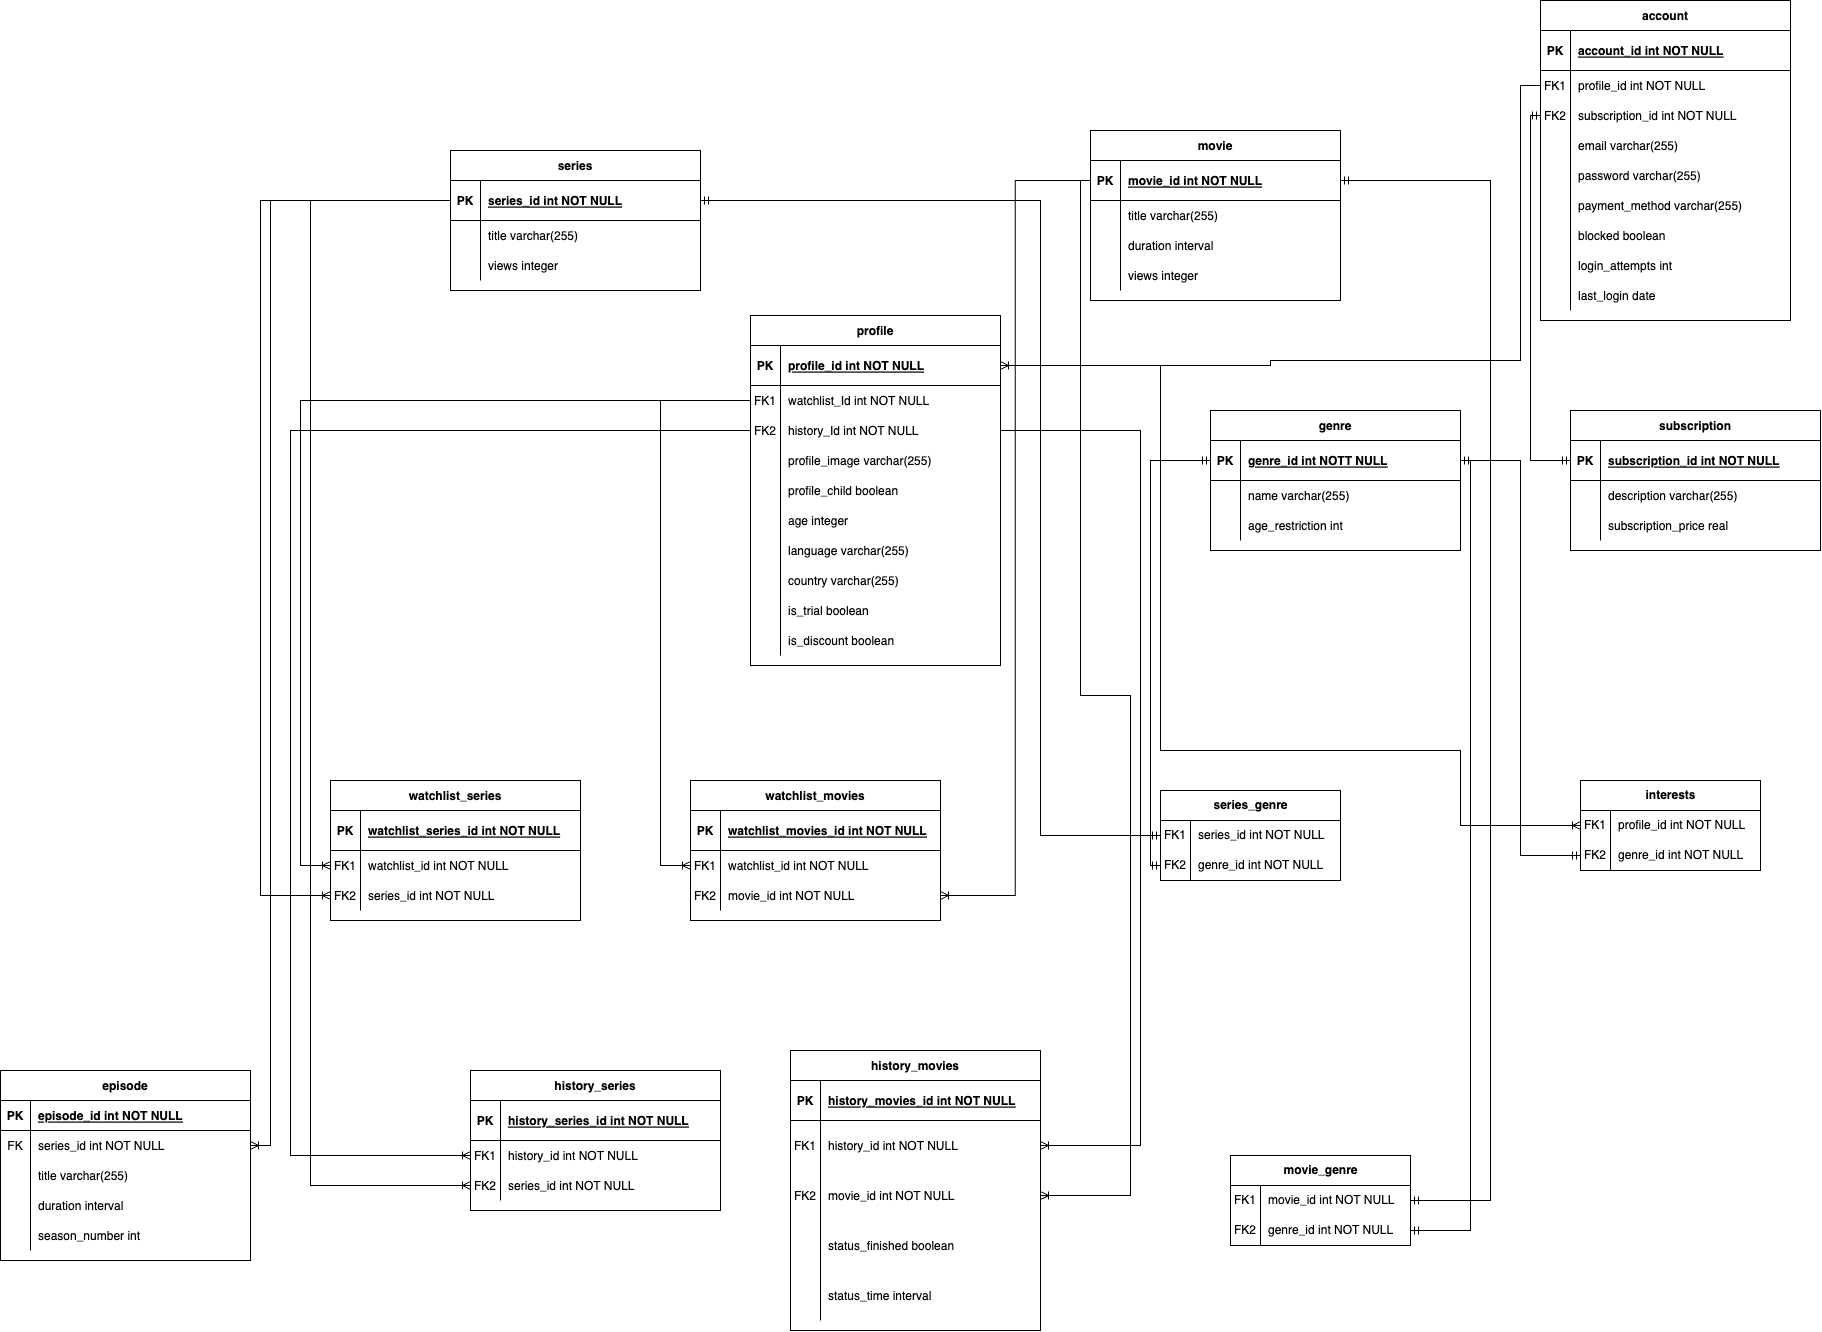 account
PK account_id int NOT NULL
FK1 profile_id int NOT NULL
FK2 subscription_id int NOT NULL
email varchar(255)
password varchar(255)
payment_method varchar(255)
blocked boolean
login_attempts int
last_login date
series
PK series_id int NOT NULL
title varchar(255)
views integer
movie
PK movie_id int NOT NULL
title varchar(255)
duration interval
views integer
profile
PK profile_id int NOT NULL
FK1 watchlist_Id int NOT NULL
FK2 history_Id int NOT NULL
profile_image varchar(255)
profile_child boolean
age integer
language varchar(255)
country varchar(255)
is_trial boolean
is_discount boolean
genre
PK genre_id int NOTT NULL
name varchar(255)
age_restriction int
subscription
PK subscription_id int NOT NULL
description varchar(255)
subscription_price real
watchlist_series
PK watchlist_series_id int NOT NULL
FK1 watchlist_id int NOT NULL
FK2 series_id int NOT NULL
watchlist_movies
PK watchlist_movies_id int NOT NULL
FK1 watchlist_id int NOT NULL
FK2 movie_id int NOT NULL
series_genre
FK1 series_id int NOT NULL
FK2 genre_id int NOT NULL
interests
FK1 profile_id int NOT NULL
FK2 genre_id int NOT NULL
episode
PK episode_id int NOT NULL
FK series_id int NOT NULL
title varchar(255)
duration interval
season_number int
history_series
PK history_series_id int NOT NULL
FK1 history_id int NOT NULL
FK2 series_id int NOT NULL
history_movies
PK history_movies_id int NOT NULL
FK1 history_id int NOT NULL
FK2 movie_id int NOT NULL
status_finished boolean
status_time interval
movie_genre
FK1 movie_id int NOT NULL
FK2 genre_id int NOT NULL